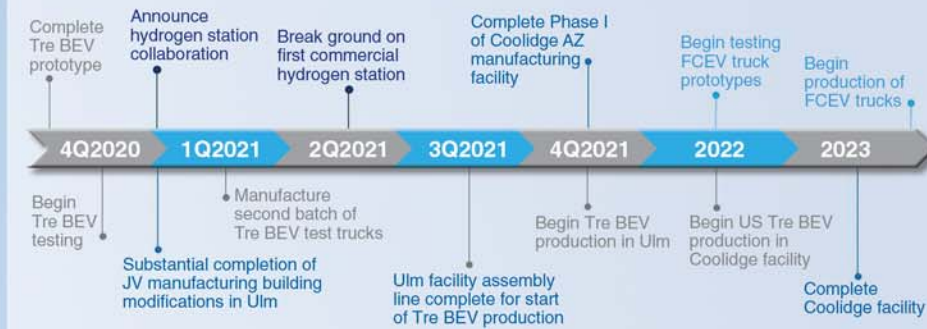 Complete
Tre BEV
prototype
Announce
hydrogen station
collaboration
Break ground on
first commercial
hydrogen station
Complete Phase I
of Coolidge AZ
manufacturing
facility
Begin testing
FCEV truck
prototypes
Begin
production of
FCEV trucks
4Q2020
1Q2021
2Q2021
3Q2021
4Q2021
2022
2023
Begin
Tre BEV
testing
Substantial completion of
JV manufacturing building
modifications in Ulm
Manufacture
second batch of
Tre BEV test trucks
Ulm facility assembly
line complete for start
of Tre BEV production
Begin Tre BEV
production in Ulm
Begin US Tre BEV
production in
Coolidge facility
Complete
Coolidge facility